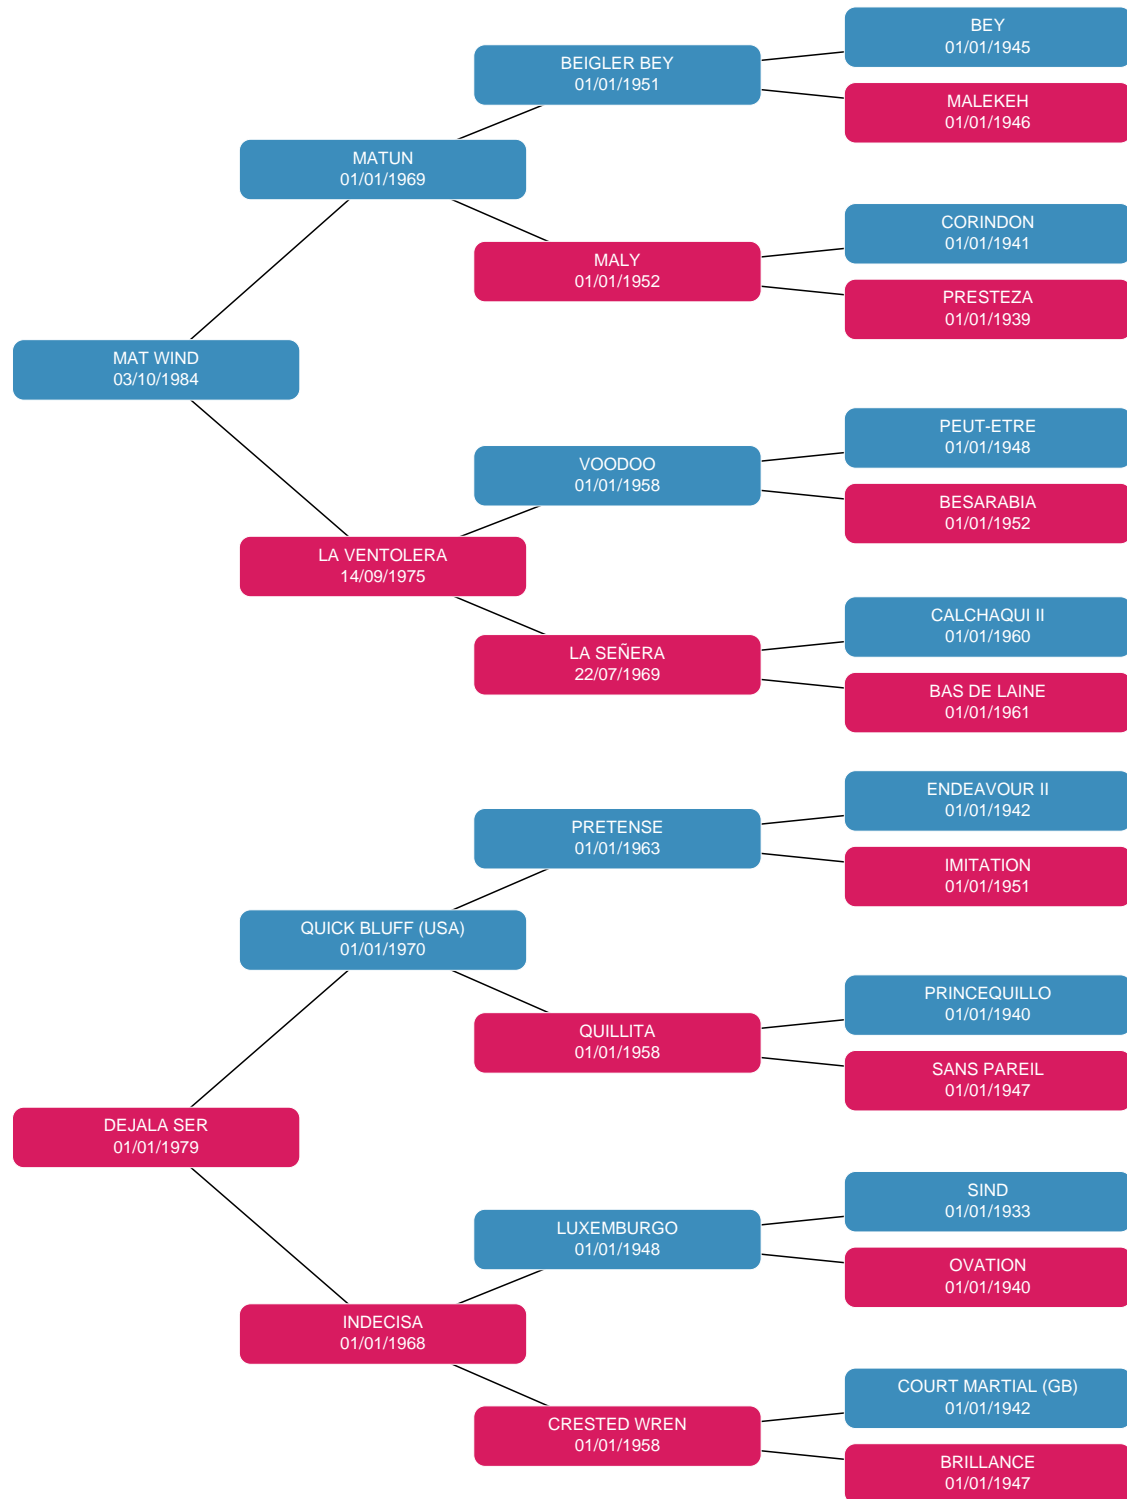 BEY
01/01/1945
BEIGLER BEY
01/01/1951
MALEKEH
01/01/1946
MATUN
01/01/1969
CORINDON
01/01/1941
MALY
01/01/1952
PRESTEZA
01/01/1939
MAT WIND
03/10/1984
PEUT-ETRE
01/01/1948
VOODOO
01/01/1958
BESARABIA
01/01/1952
LA VENTOLERA
14/09/1975
CALCHAQUI II
01/01/1960
LA SEÑERA
22/07/1969
BAS DE LAINE
01/01/1961
ENDEAVOUR II
01/01/1942
PRETENSE
01/01/1963
IMITATION
01/01/1951
QUICK BLUFF (USA)
01/01/1970
PRINCEQUILLO
01/01/1940
QUILLITA
01/01/1958
SANS PAREIL
01/01/1947
DEJALA SER
01/01/1979
SIND
01/01/1933
LUXEMBURGO
01/01/1948
OVATION
01/01/1940
INDECISA
01/01/1968
COURT MARTIAL (GB)
01/01/1942
CRESTED WREN
01/01/1958
BRILLANCE
01/01/1947